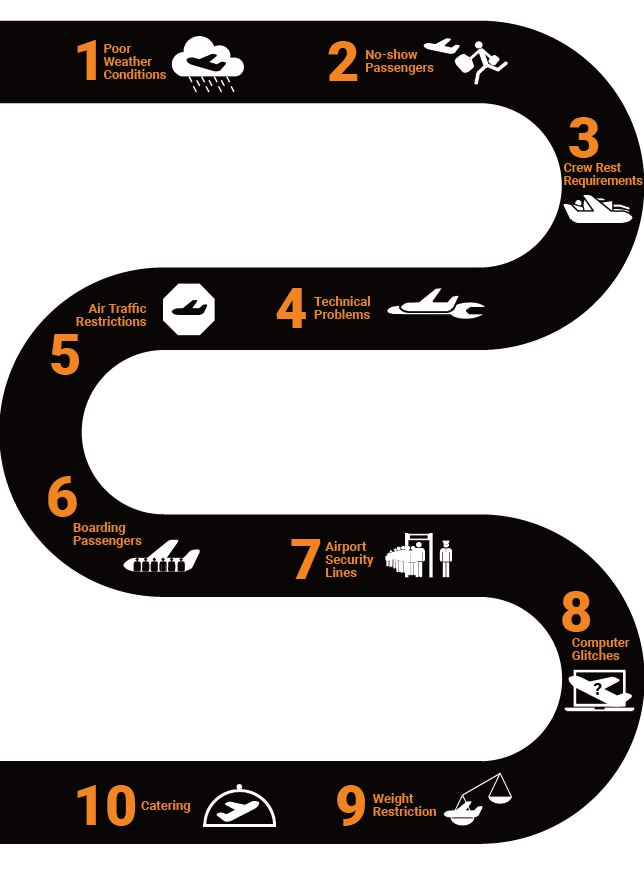 1
Poor
Weather
Conditions
2
No-show
Passengers
3
Crew Rest
Requirements
4
Technical
Problems
Air Traffic
Restrictions
5
6
Boarding
Passengers
7
Airport
Security
Lines
8
Computer
Glitches
?
9
Weight
Restriction
10
Catering